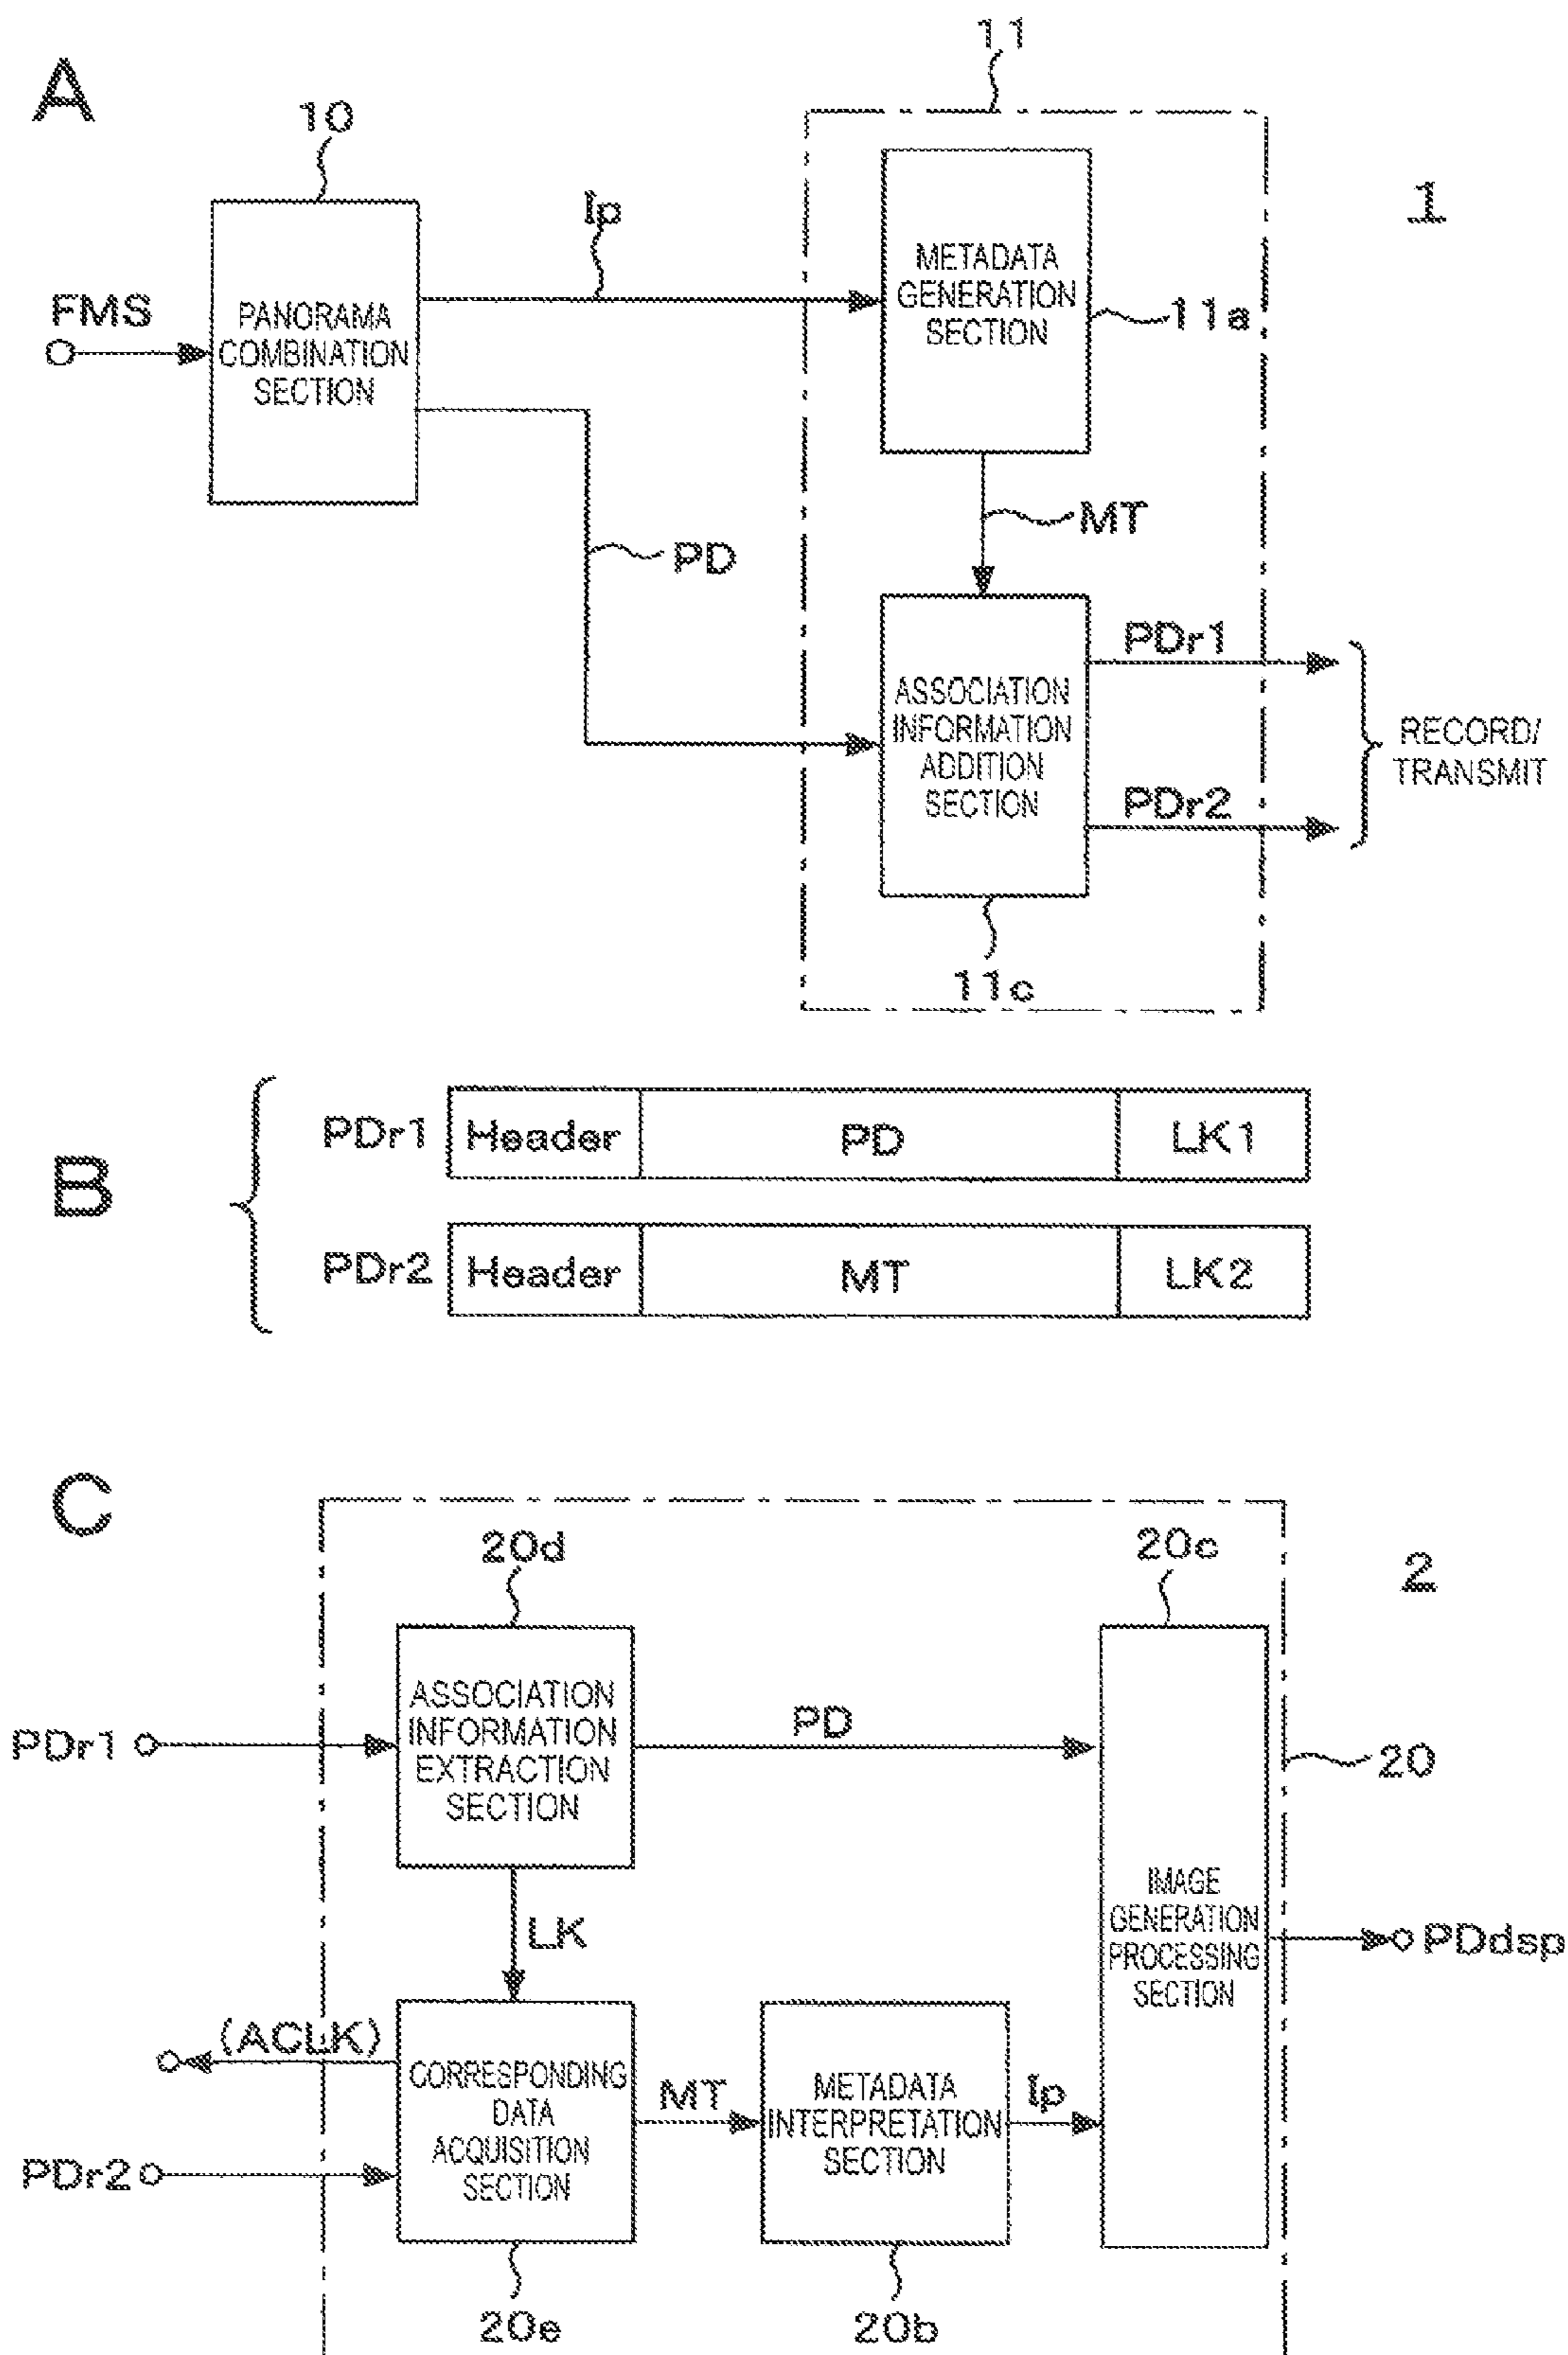 A
11
10
1
Ip
FMS
PANORAMA
COMBINATION
SECTION
METADATA
GENERATION
SECTION
11a
MT
PD
PDr1
ASSOCIATION
INFORMATION
ADDITION
SECTION
RECORD/
TRANSMIT
PDr2
11c
B
PDr1 Header PD LK1
PDr2 Header MT LK2
C
20d
20c
2
ASSOCIATION
INFORMATION
EXTRACTION
SECTION
PD
PDr1
20
LK
IMAGE
GENERATION
PROCESSING
SECTION
PDdsp
(ACLK)
CORRESPONDING
DATA
ACQUISITION
SECTION
MT
METADATA
INTERPRETATION
SECTION
Ip
PDr2
20e
20b